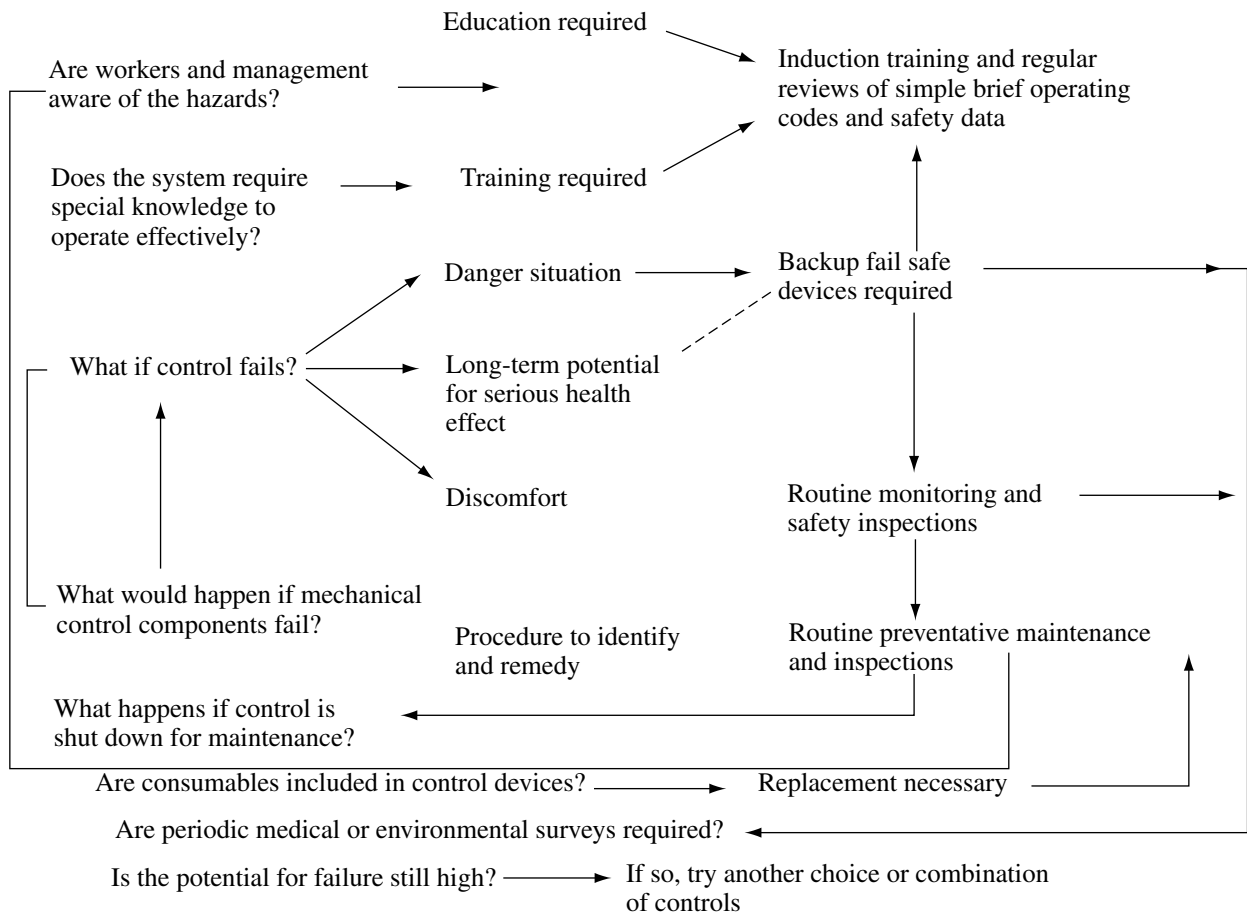 Education required
Are workers and management
aware of the hazards?
Induction training and regular
reviews of simple brief operating
codes and safety data
Does the system require
special knowledge to
operate effectively?
Training required
Danger situation
Backup fail safe
devices required
What if control fails?
Long-term potential
for serious health
effect
Discomfort
Routine monitoring and
safety inspections
What would happen if mechanical
control components fail?
Procedure to identify
and remedy
Routine preventative maintenance
and inspections
What happens if control is
shut down for maintenance?
Are consumables included in control devices?
Replacement necessary
Are periodic medical or environmental surveys required?
Is the potential for failure still high?
If so, try another choice or combination
of controls